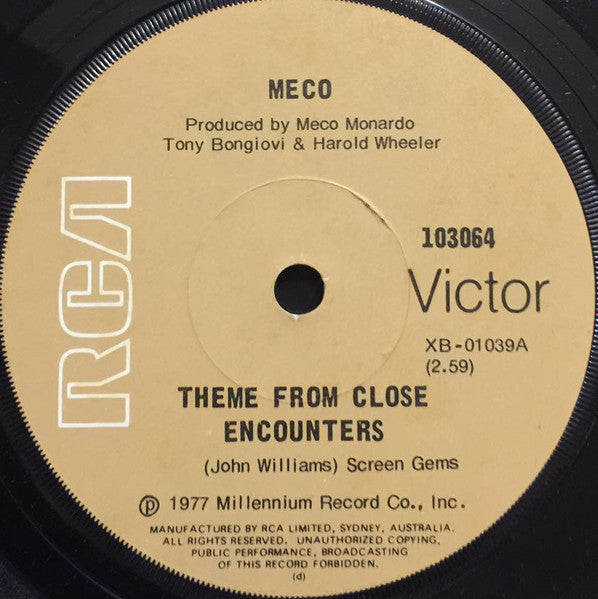 MECO
Produced by Meco Monardo
Tony Bongiovi & Harold Wheeler
RCA
103064
Victor
XB-01039A
(2.59)
THEME FROM CLOSE
ENCOUNTERS
(John Williams) Screen Gems
℗ 1977 Millennium Record Co., Inc.
MANUFACTURED BY RCA LIMITED, SYDNEY, AUSTRALIA.
ALL RIGHTS RESERVED. UNAUTHORIZED COPYING,
PUBLIC PERFORMANCE, BROADCASTING
OF THIS RECORD FORBIDDEN.
(d)